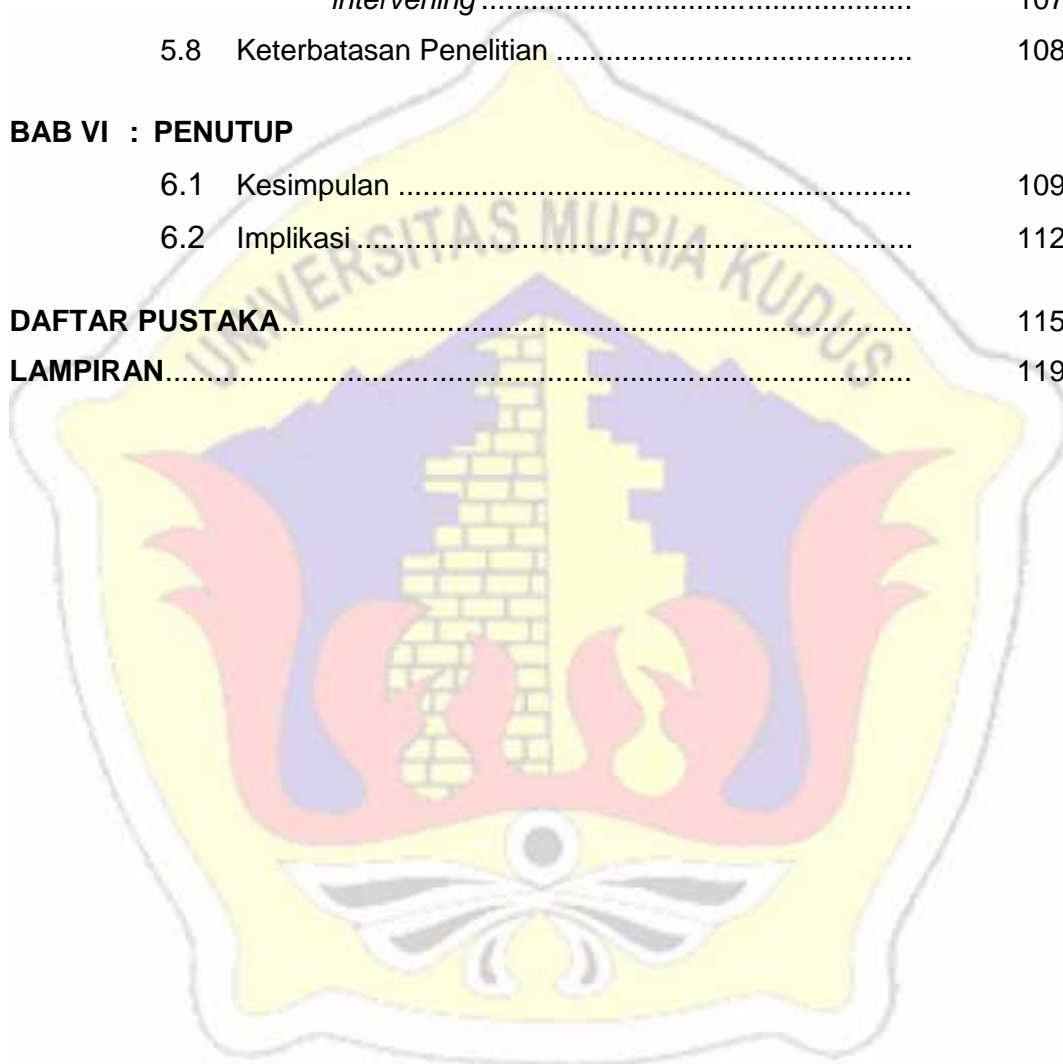 intervening ........................................................ 107
5.8 Keterbatasan Penelitian ............................................. 108
BAB VI : PENUTUP
6.1 Kesimpulan ................................................................. 109
6.2 Implikasi ...................................................................... 112
DAFTAR PUSTAKA................................................................................ 115
LAMPIRAN.............................................................................................. 119
UNIVERSITAS MURIA KUDUS